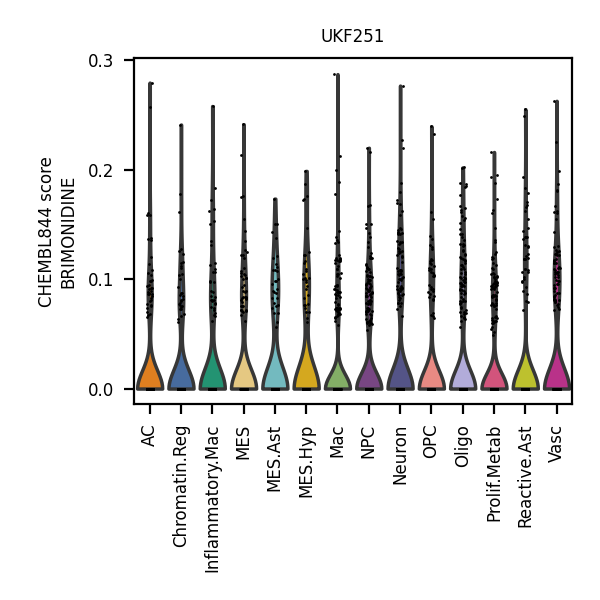 UKF251
CHEMBL844 score
BRIMONIDINE
0.3
0.2
0.1
0.0
AC
Chromatin.Reg
Inflammatory.Mac
MES
MES.Ast
MES.Hyp
Mac
NPC
Neuron
OPC
Oligo
Prolif.Metab
Reactive.Ast
Vasc